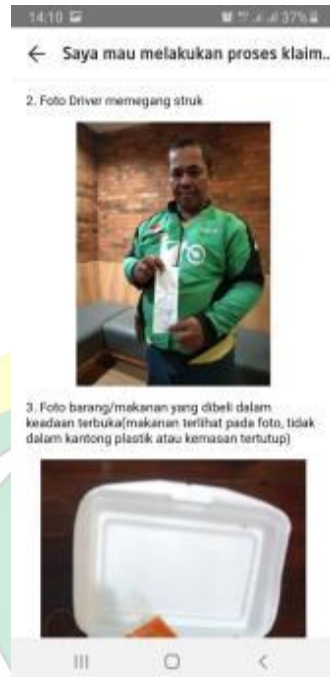 14:10
37%
Saya mau melakukan proses klaim..
2. Foto Driver memegang struk
3. Foto barang/makanan yang dibeli dalam
keadaan terbuka(makanan terlihat pada foto, tidak
dalam kantong plastik atau kemasan tertutup)